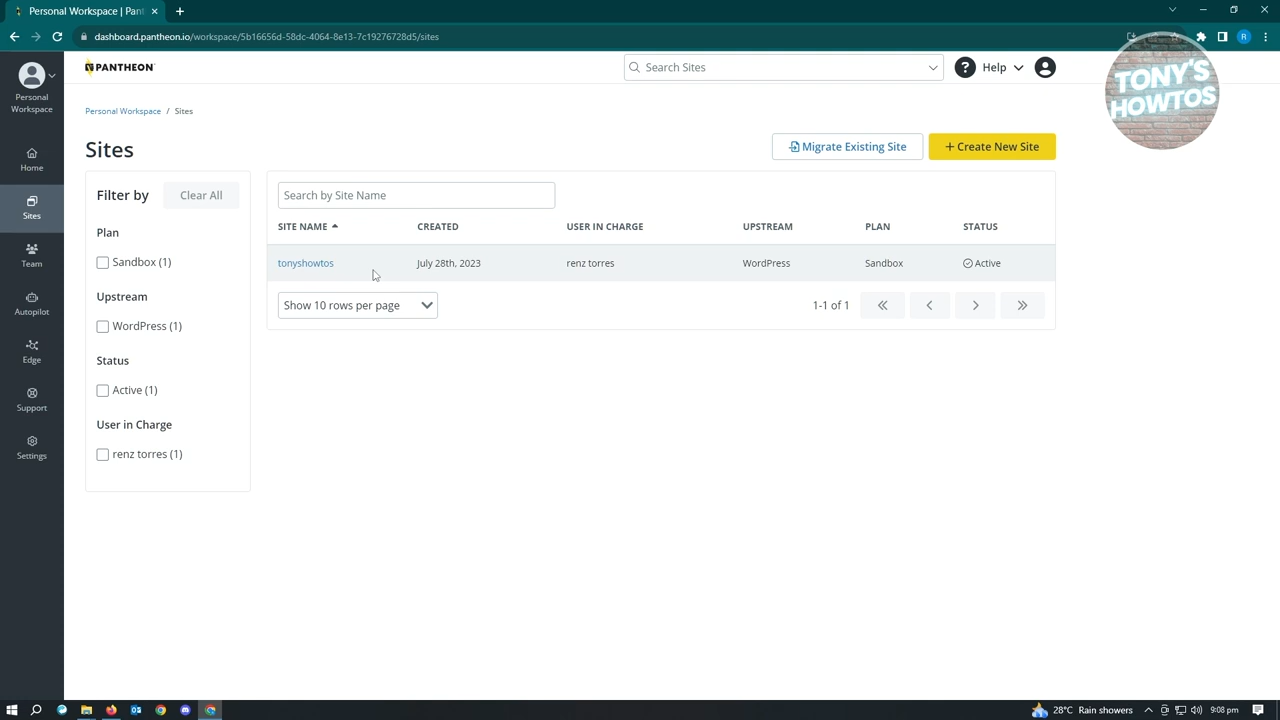 Personal Workspace | Pant
dashboard.pantheon.io/workspace/5b16656d-58dc-4064-8e13-7c19276728d5/sites
R
Personal
Workspace
PANTHEON
Search Sites
? Help
TONY'S
HOWTOS
Personal Workspace / Sites
Sites
Migrate Existing Site
+ Create New Site
Home
Sites
Team
Autopilot
Edge
Support
Settings
Filter by
Clear All
Plan
Sandbox (1)
Upstream
WordPress (1)
Status
Active (1)
User in Charge
renz torres (1)
Search by Site Name
SITE NAME CREATED USER IN CHARGE UPSTREAM PLAN STATUS
tonyshowtos July 28th, 2023 renz torres WordPress Sandbox Active
Show 10 rows per page
1-1 of 1
28°C Rain showers
9:08 pm